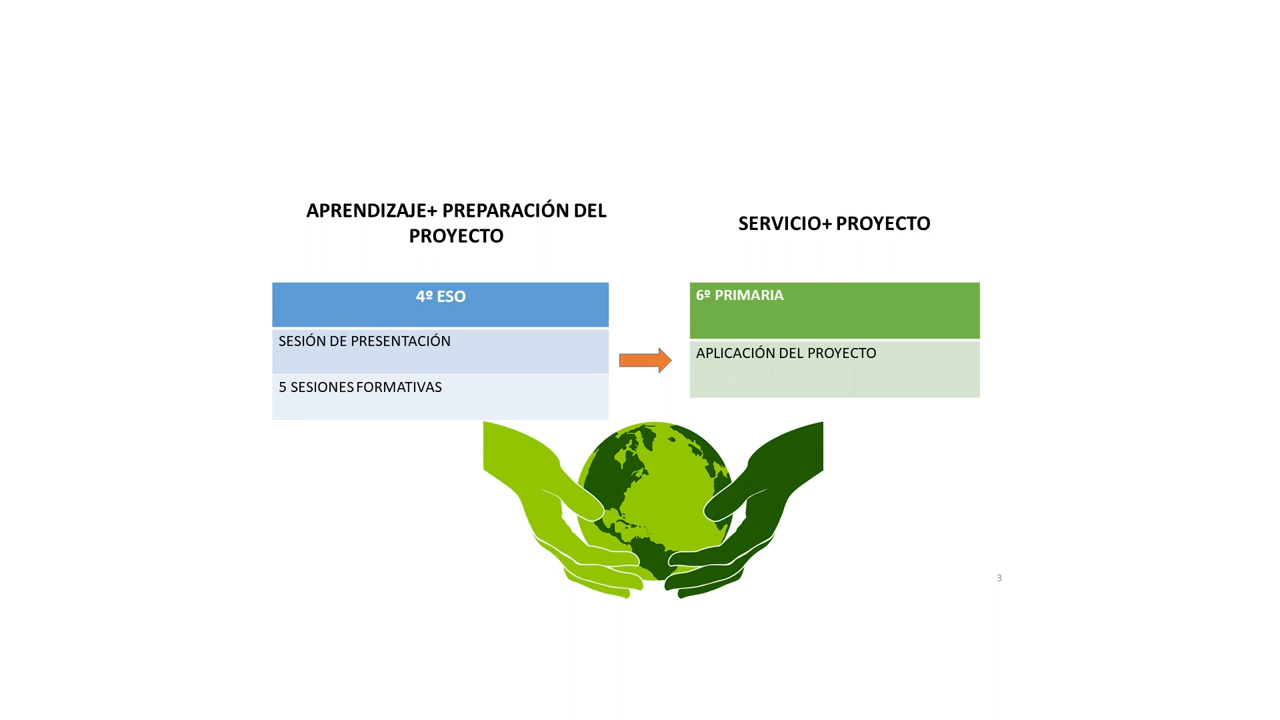 APRENDIZAJE+ PREPARACIÓN DEL
PROYECTO
SERVICIO+ PROYECTO
4º ESO
SESIÓN DE PRESENTACIÓN
5 SESIONES FORMATIVAS
6º PRIMARIA
APLICACIÓN DEL PROYECTO
3